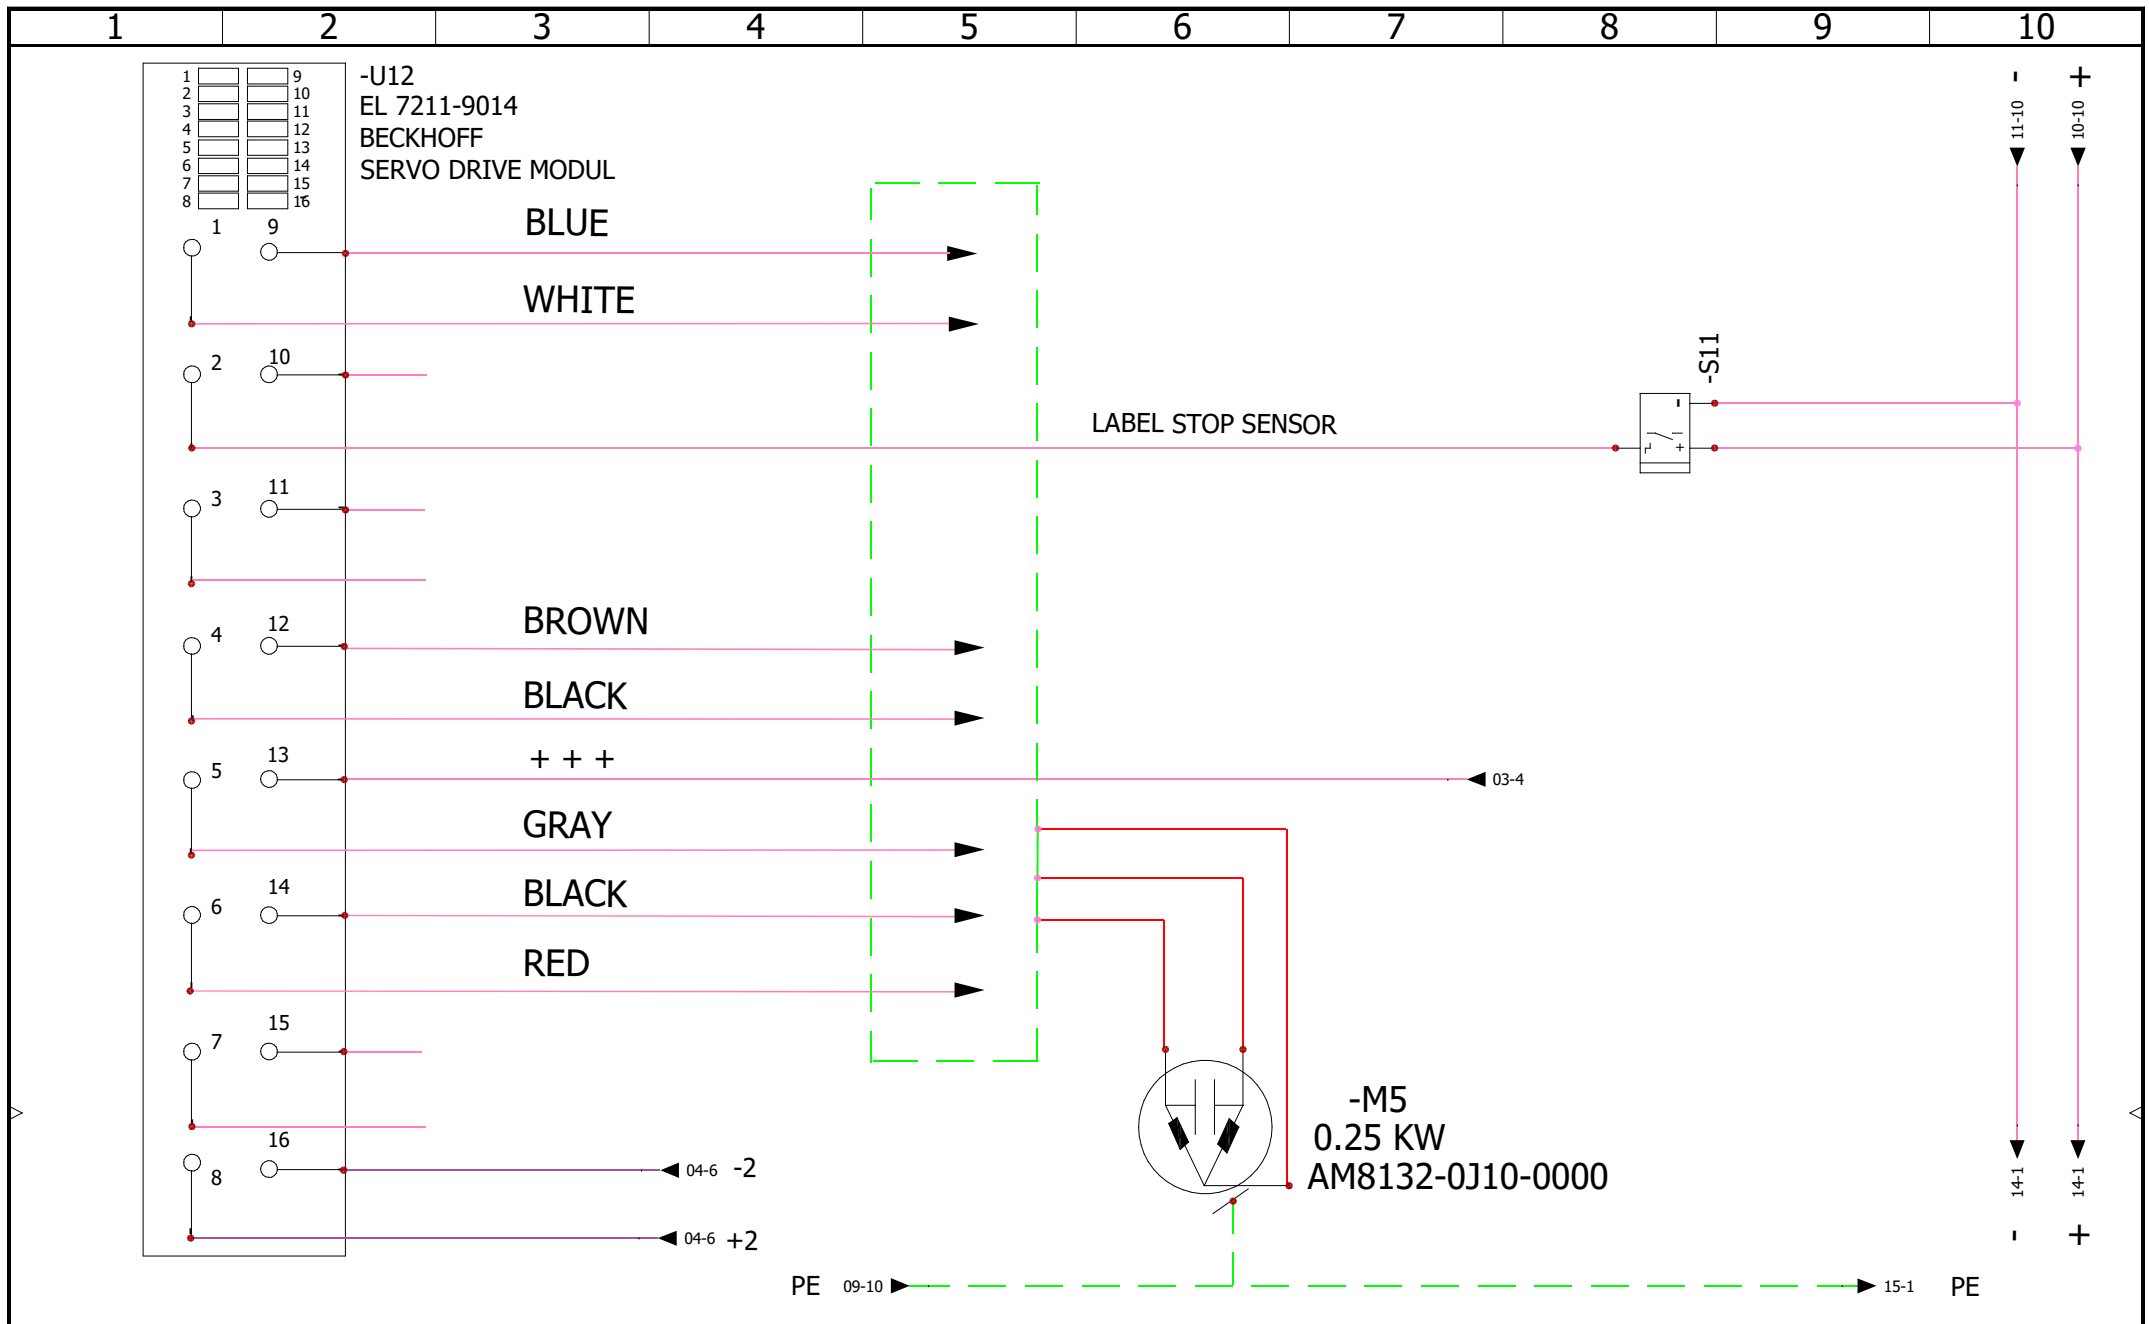 1 2 3 4 5 6 7 8 9 10
1 9
2 10
3 11
4 12
5 13
6 14
7 15
8 16
-U12
EL 7211-9014
BECKHOFF
SERVO DRIVE MODUL
- +
11-10 10-10
1 9
BLUE
WHITE
2 10
-S11
LABEL STOP SENSOR
-
+
3 11
4 12
BROWN
BLACK
5 13
+ + +
03-4
GRAY
6 14
BLACK
RED
7 15
8 16
04-6 -2
04-6 +2
-M5
0.25 KW
AM8132-0J10-0000
14-1 14-1
- +
PE 09-10
15-1 PE